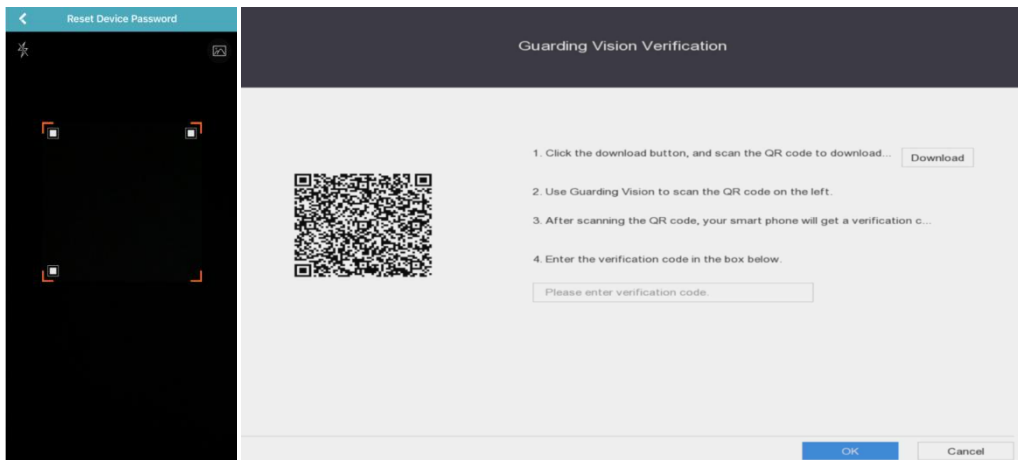 Reset Device Password
Guarding Vision Verification
1. Click the download button, and scan the QR code to download...
Download
2. Use Guarding Vision to scan the QR code on the left.
3. After scanning the QR code, your smart phone will get a verification c...
4. Enter the verification code in the box below.
Please enter verification code.
OK
Cancel